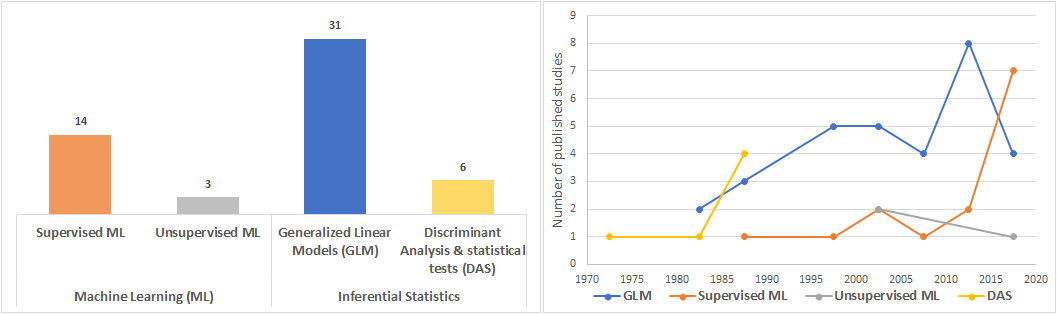 31
14
6
3
Supervised ML
Unsupervised ML
Generalized Linear
Models (GLM)
Discriminant
Analysis & statistical
tests (DAS)
Machine Learning (ML)
Inferential Statistics
Number of published studies
9
8
7
6
5
4
3
2
1
0
1970
1975
1980
1985
1990
1995
2000
2005
2010
2015
2020
GLM
Supervised ML
Unsupervised ML
DAS